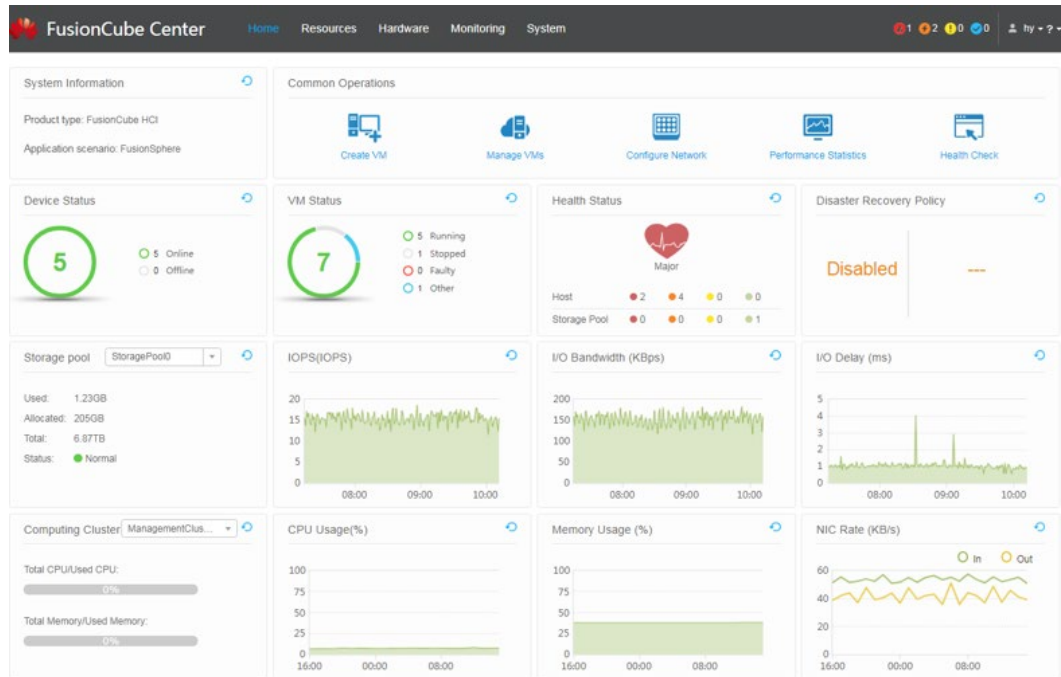 FusionCube Center
Home Resources Hardware Monitoring System
1 2 0 0 hy ?
System Information
Product type: FusionCube HCI
Application scenario: FusionSphere
Common Operations
Create VM
Manage VMs
Configure Network
Performance Statistics
Health Check
Device Status
5
5 Online
0 Offline
VM Status
7
5 Running
1 Stopped
0 Faulty
1 Other
Health Status
Major
Host 2 4 0 0
Storage Pool 0 0 0 1
Disaster Recovery Policy
Disabled ---
Storage pool StoragePool0
Used: 1.23GB
Allocated: 205GB
Total: 6.87TB
Status: Normal
IOPS(IOPS)
20
15
10
5
0
08:00 09:00 10:00
I/O Bandwidth (KBps)
200
150
100
50
0
08:00 09:00 10:00
I/O Delay (ms)
5
4
3
2
1
0
08:00 09:00 10:00
Computing Cluster ManagementClus...
Total CPU/Used CPU:
0%
Total Memory/Used Memory:
0%
CPU Usage(%)
100
75
50
25
0
16:00 00:00 08:00
Memory Usage (%)
100
75
50
25
0
16:00 00:00 08:00
NIC Rate (KB/s)
In Out
60
40
20
0
16:00 00:00 08:00